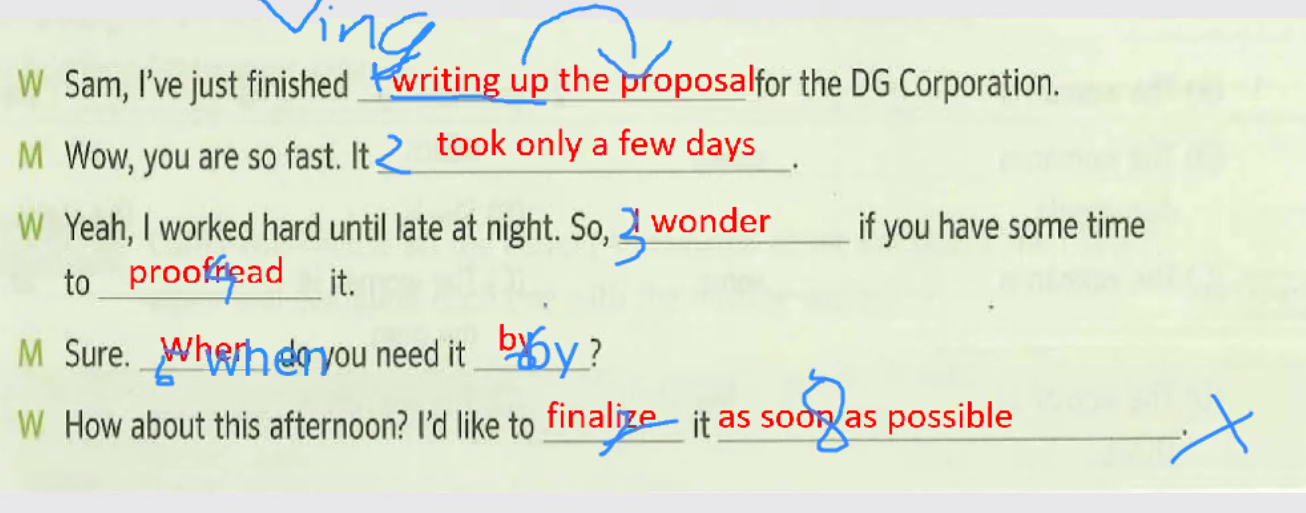 Ving
W Sam, I've just finished 1 writing up the proposal for the DG Corporation.
M Wow, you are so fast. It 2 took only a few days.
W Yeah, I worked hard until late at night. So, 3 I wonder if you have some time
to 4 proofread it.
M Sure. 5 When when do you need it 6 by by?
W How about this afternoon? I'd like to 7 finalize it 8 as soon as possible.